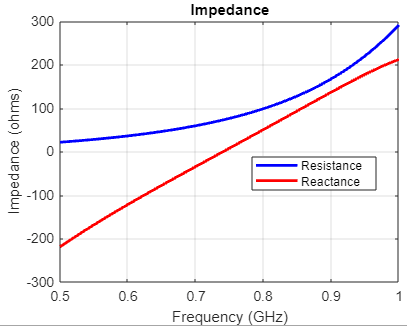 Impedance
300
200
100
0
-100
-200
-300
Impedance (ohms)
Resistance
Reactance
0.5 0.6 0.7 0.8 0.9 1
Frequency (GHz)